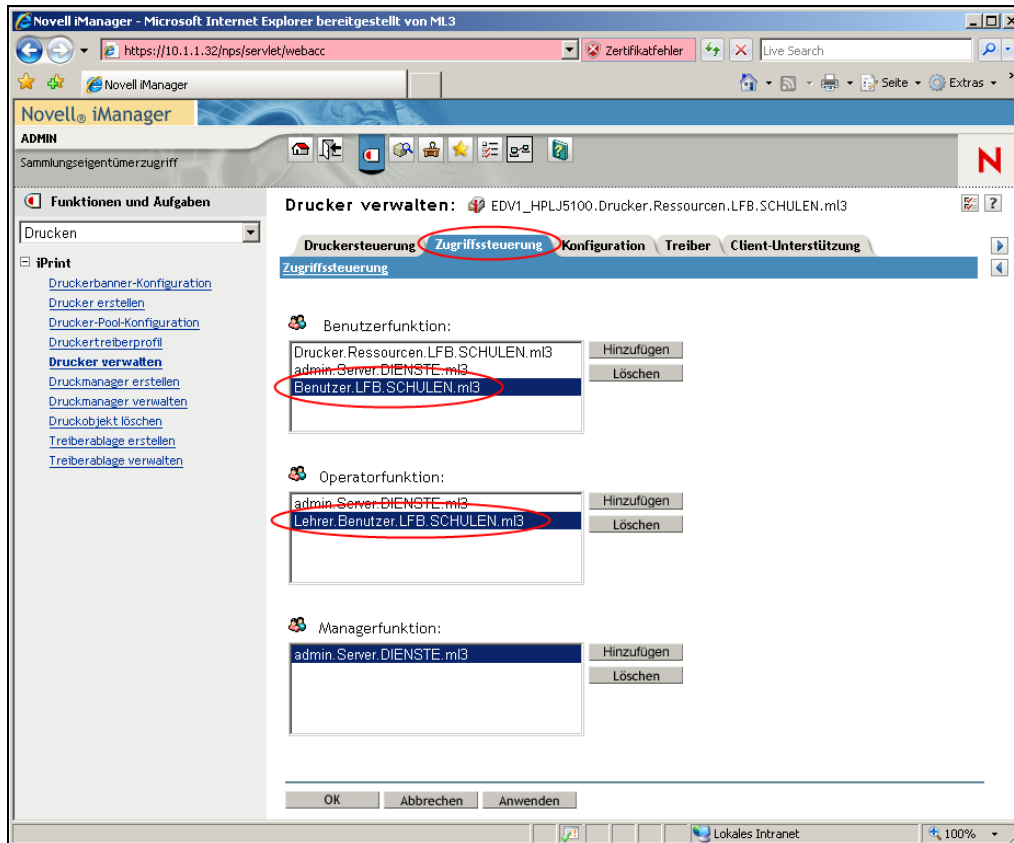 Novell iManager - Microsoft Internet Explorer bereitgestellt von ML3
https://10.1.1.32/nps/servlet/webacc
Zertifikatfehler
Live Search
Novell iManager
Seite
Extras
Novell® iManager
ADMIN
Sammlungseigentümerzugriff
N
Funktionen und Aufgaben
Drucken
iPrint
Druckerbanner-Konfiguration
Drucker erstellen
Drucker-Pool-Konfiguration
Druckertreiberprofil
Drucker verwalten
Druckmanager erstellen
Druckmanager verwalten
Druckobjekt löschen
Treiberablage erstellen
Treiberablage verwalten
Drucker verwalten: EDV1_HPLJ5100.Drucker.Ressourcen.LFB.SCHULEN.ml3
Druckersteuerung Zugriffssteuerung Konfiguration Treiber Client-Unterstützung
Zugriffssteuerung
Benutzerfunktion:
Drucker.Ressourcen.LFB.SCHULEN.ml3
admin.Server.DIENSTE.ml3
Benutzer.LFB.SCHULEN.ml3
Hinzufügen
Löschen
Operatorfunktion:
admin.Server.DIENSTE.ml3
Lehrer.Benutzer.LFB.SCHULEN.ml3
Hinzufügen
Löschen
Managerfunktion:
admin.Server.DIENSTE.ml3
Hinzufügen
Löschen
OK Abbrechen Anwenden
Lokales Intranet
100%